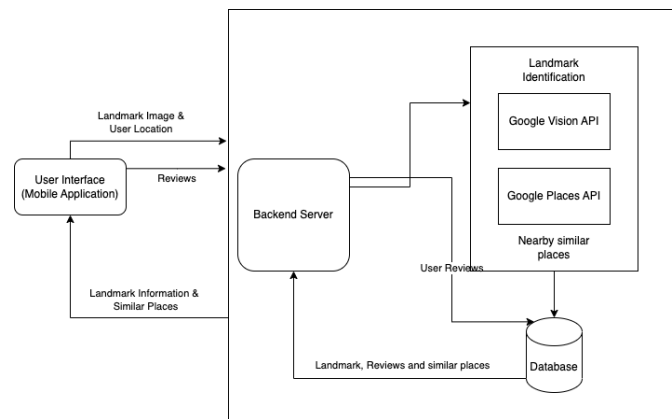 Landmark
Identification
Landmark Image &
User Location
Google Vision API
User Interface
(Mobile Application)
Reviews
Backend Server
Google Places API
Nearby similar
places
User Reviews
Landmark Information &
Similar Places
Landmark, Reviews and similar places
Database